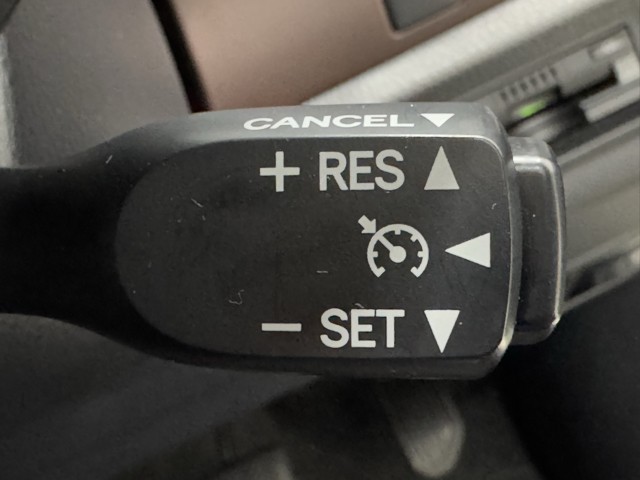 CANCEL ▼
+ RES ▲
◀
− SET ▼